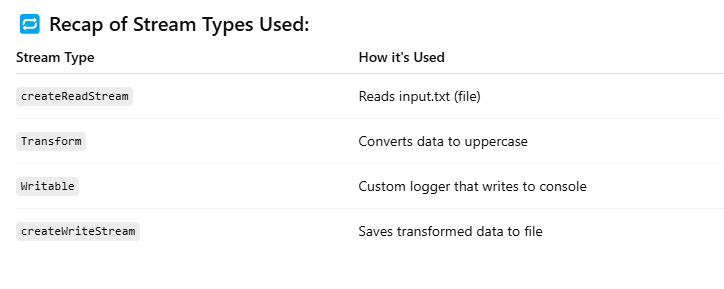 Recap of Stream Types Used:
Stream Type How it's Used
createReadStream Reads input.txt (file)
Transform Converts data to uppercase
Writable Custom logger that writes to console
createWriteStream Saves transformed data to file